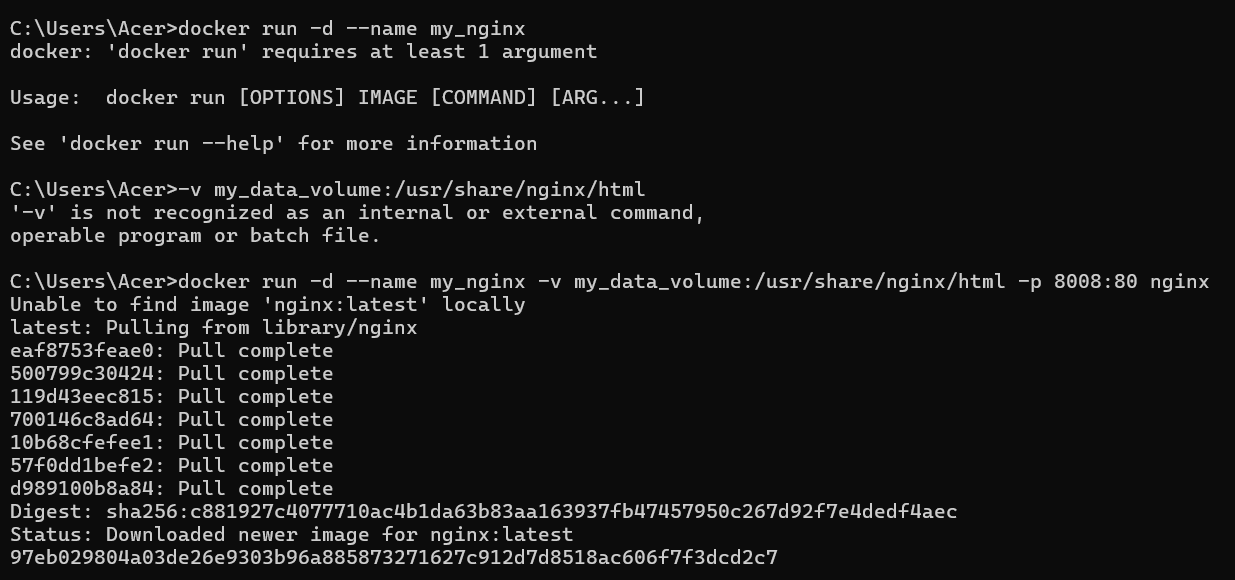 C:\Users\Acer>docker run -d --name my_nginx
docker: 'docker run' requires at least 1 argument
Usage:  docker run [OPTIONS] IMAGE [COMMAND] [ARG...]
See 'docker run --help' for more information
C:\Users\Acer>-v my_data_volume:/usr/share/nginx/html
'-v' is not recognized as an internal or external command,
operable program or batch file.
C:\Users\Acer>docker run -d --name my_nginx -v my_data_volume:/usr/share/nginx/html -p 8008:80 nginx
Unable to find image 'nginx:latest' locally
latest: Pulling from library/nginx
eaf8753feae0: Pull complete
500799c30424: Pull complete
119d43eec815: Pull complete
700146c8ad64: Pull complete
10b68cfefee1: Pull complete
57f0dd1befe2: Pull complete
d989100b8a84: Pull complete
Digest: sha256:c881927c4077710ac4b1da63b83aa163937fb47457950c267d92f7e4dedf4aec
Status: Downloaded newer image for nginx:latest
97eb029804a03de26e9303b96a885873271627c912d7d8518ac606f7f3dcd2c7